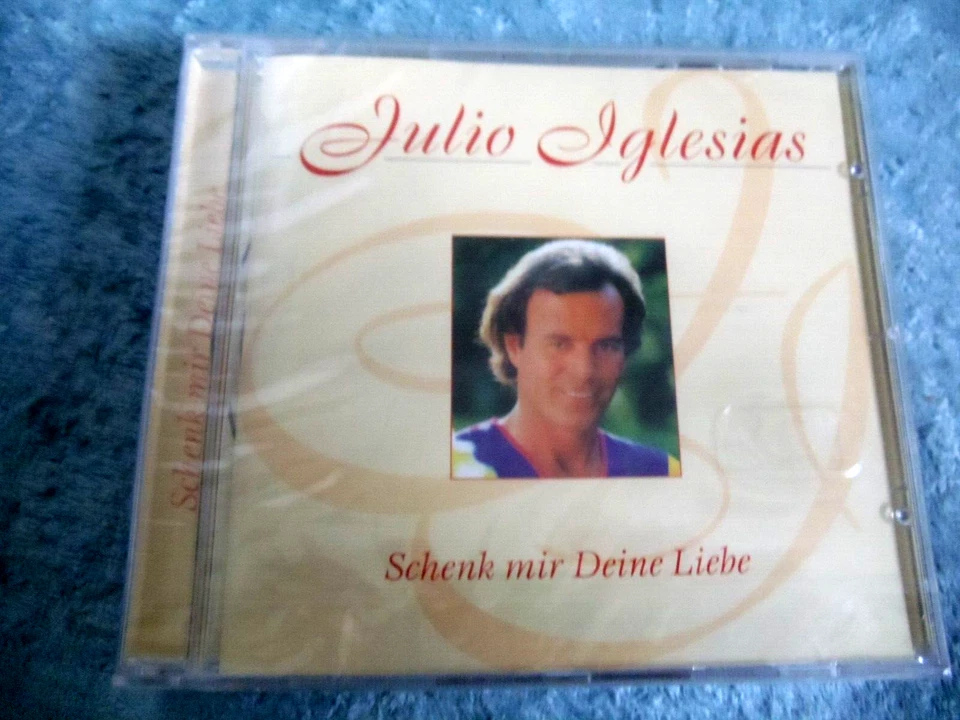 Julio Iglesias
Schenk mir Deine Liebe
Schenk mir Deine Liebe